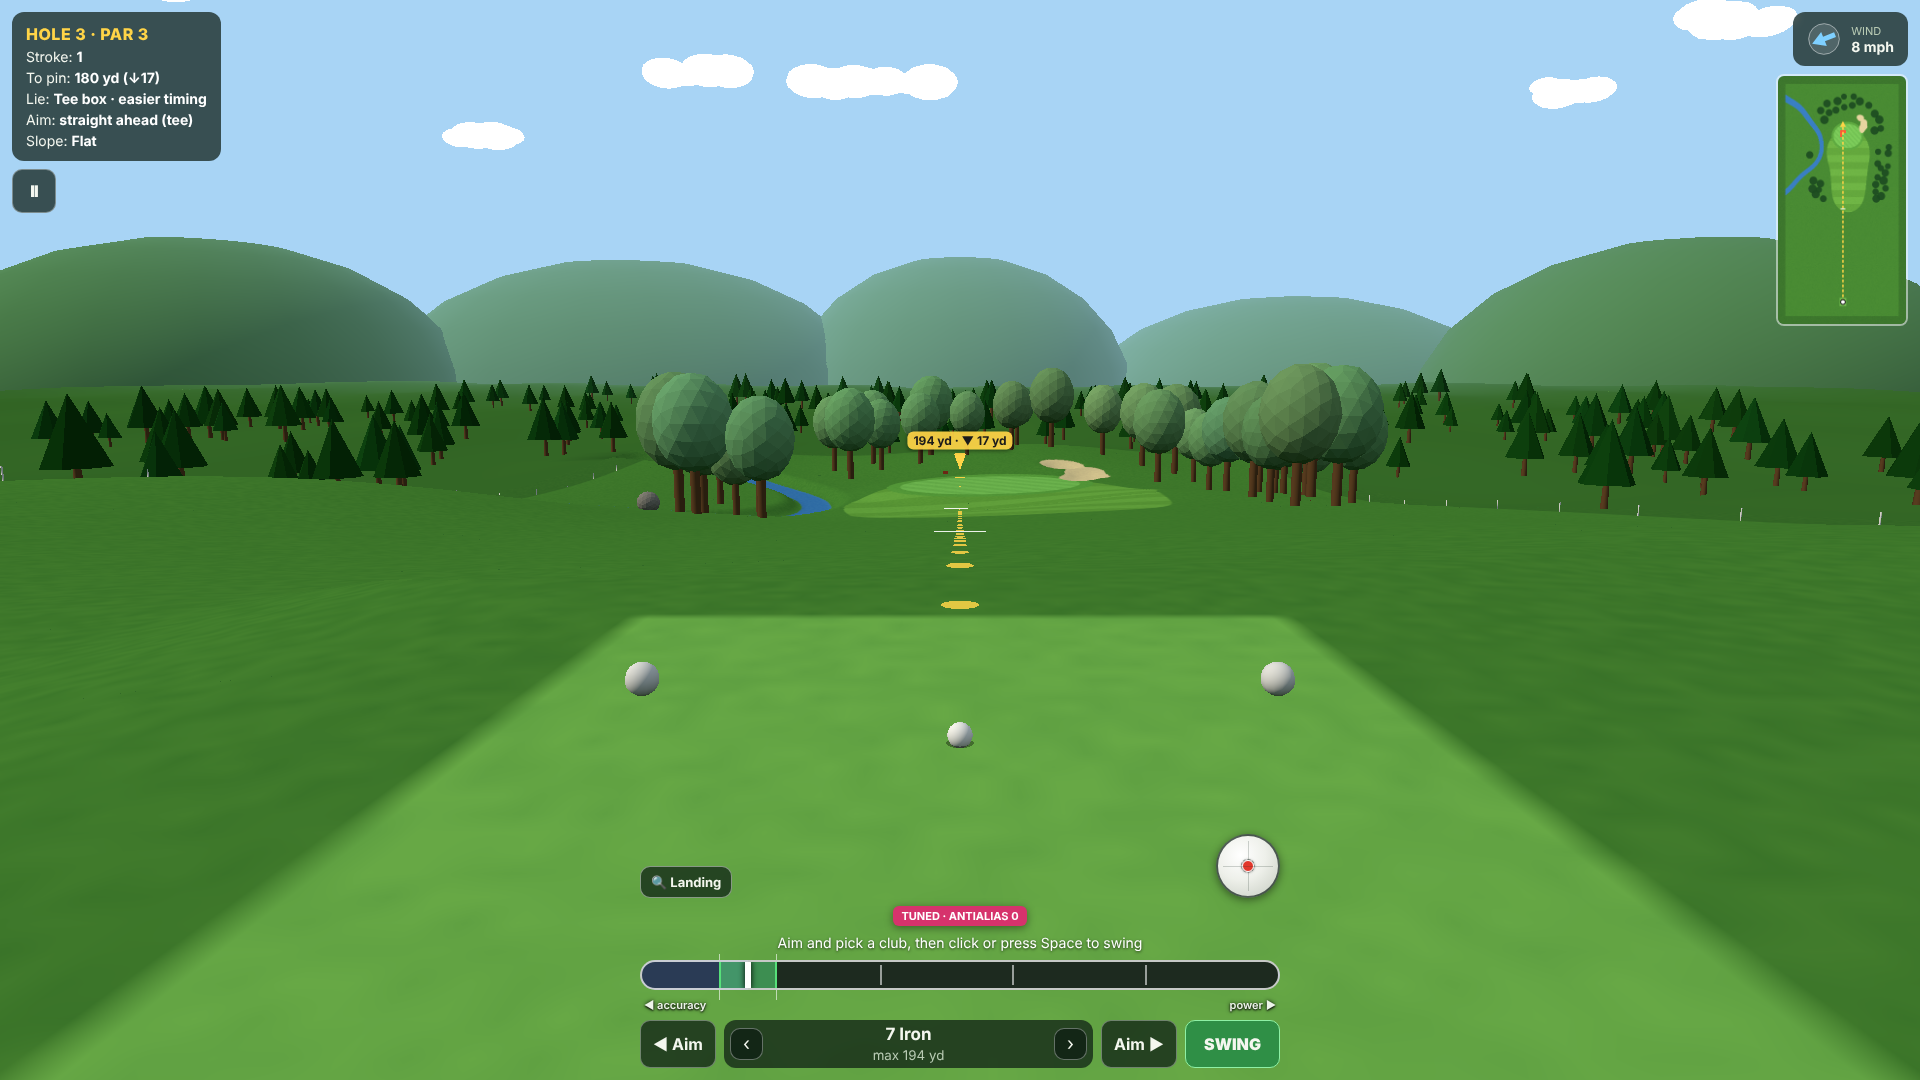 HOLE 3 · PAR 3
Stroke: 1
To pin: 180 yd (↓17)
Lie: Tee box · easier timing
Aim: straight ahead (tee)
Slope: Flat
WIND
8 mph
194 yd · ▼ 17 yd
Landing
TUNED · ANTIALIAS 0
Aim and pick a club, then click or press Space to swing
◀ accuracy
power ▶
◀ Aim
‹
7 Iron
max 194 yd
›
Aim ▶
SWING